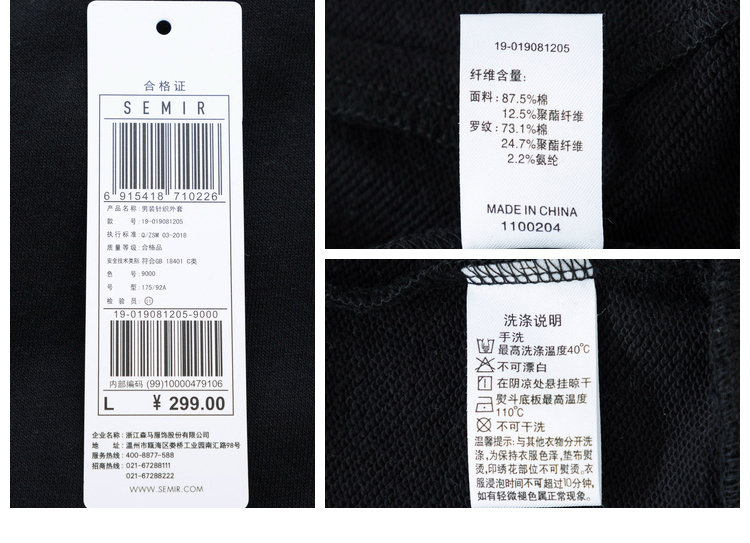 合格证
SEMIR
6 915418 710226
产品名称: 男装针织外套
款 号: 19-019081205
执行标准: Q/ZSM 03-2018
质量等级: 合格品
安全技术类别: 符合GB 18401 C类
色 号: 9000
号 型: 175/92A
检 验 员: 11
19-019081205-9000
内部编码 (99)10000479106
L ¥ 299.00
企业名称: 浙江森马服饰股份有限公司
地 址: 温州市瓯海区娄桥工业园南汇路98号
服务热线: 400-8877-588
招商热线: 021-67288111
021-67288222
WWW.SEMIR.COM
19-019081205
纤维含量:
面料: 87.5%棉
12.5%聚酯纤维
罗纹: 73.1%棉
24.7%聚酯纤维
2.2%氨纶
MADE IN CHINA
1100204
洗涤说明
手洗
最高洗涤温度40℃
不可漂白
在阴凉处悬挂晾干
熨斗底板最高温度
110℃
不可干洗
温馨提示: 与其他衣物分开洗
涤,为保持衣服色泽,垫布熨
烫,印绣花部位不可熨烫。衣
服浸泡时间不可超过10分钟,
如有轻微褪色属正常现象。